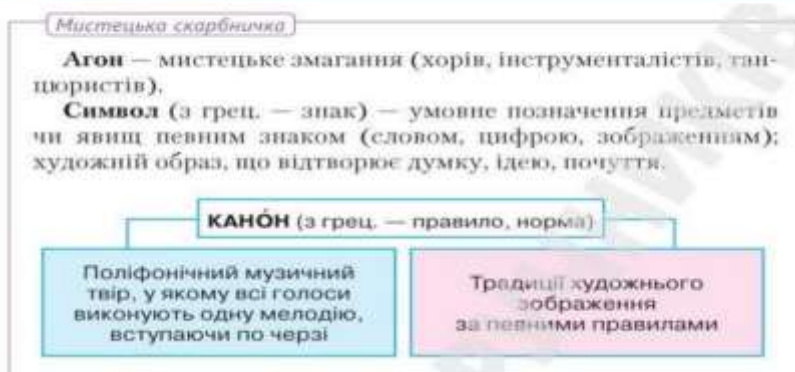 Мистецька скарбничка
Агон — мистецьке змагання (хорів, інструменталістів, тан-
цюристів).
Символ (з грец. — знак) — умовне позначення предметів
чи явищ певним знаком (словом, цифрою, зображенням);
художній образ, що відтворює думку, ідею, почуття.
КАНО́Н (з грец. — правило, норма)
Поліфонічний музичний
твір, у якому всі голоси
виконують одну мелодію,
вступаючи по черзі
Традиції художнього
зображення
за певними правилами